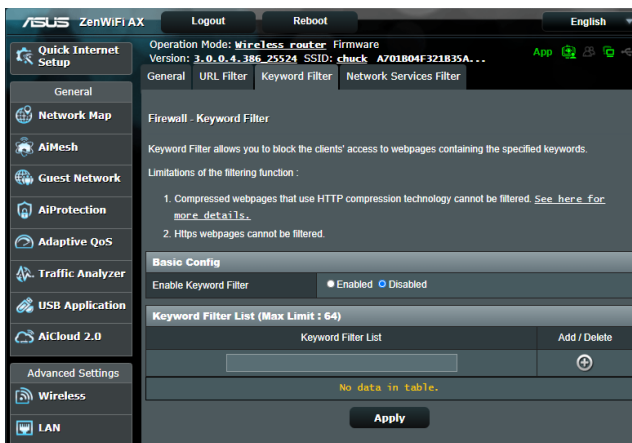 ASUS ZenWiFi AX Logout Reboot English
Quick Internet Setup
General
Network Map
AiMesh
Guest Network
AiProtection
Adaptive QoS
Traffic Analyzer
USB Application
AiCloud 2.0
Advanced Settings
Wireless
LAN
Operation Mode: Wireless router Firmware
Version: 3.0.0.4.386_25524 SSID: chuck A701B04F321B35A...
App
General URL Filter Keyword Filter Network Services Filter
Firewall - Keyword Filter
Keyword Filter allows you to block the clients' access to webpages containing the specified keywords.
Limitations of the filtering function :
1. Compressed webpages that use HTTP compression technology cannot be filtered. See here for
more details.
2. Https webpages cannot be filtered.
Basic Config
Enable Keyword Filter Enabled Disabled
Keyword Filter List (Max Limit : 64)
Keyword Filter List Add / Delete
No data in table.
Apply